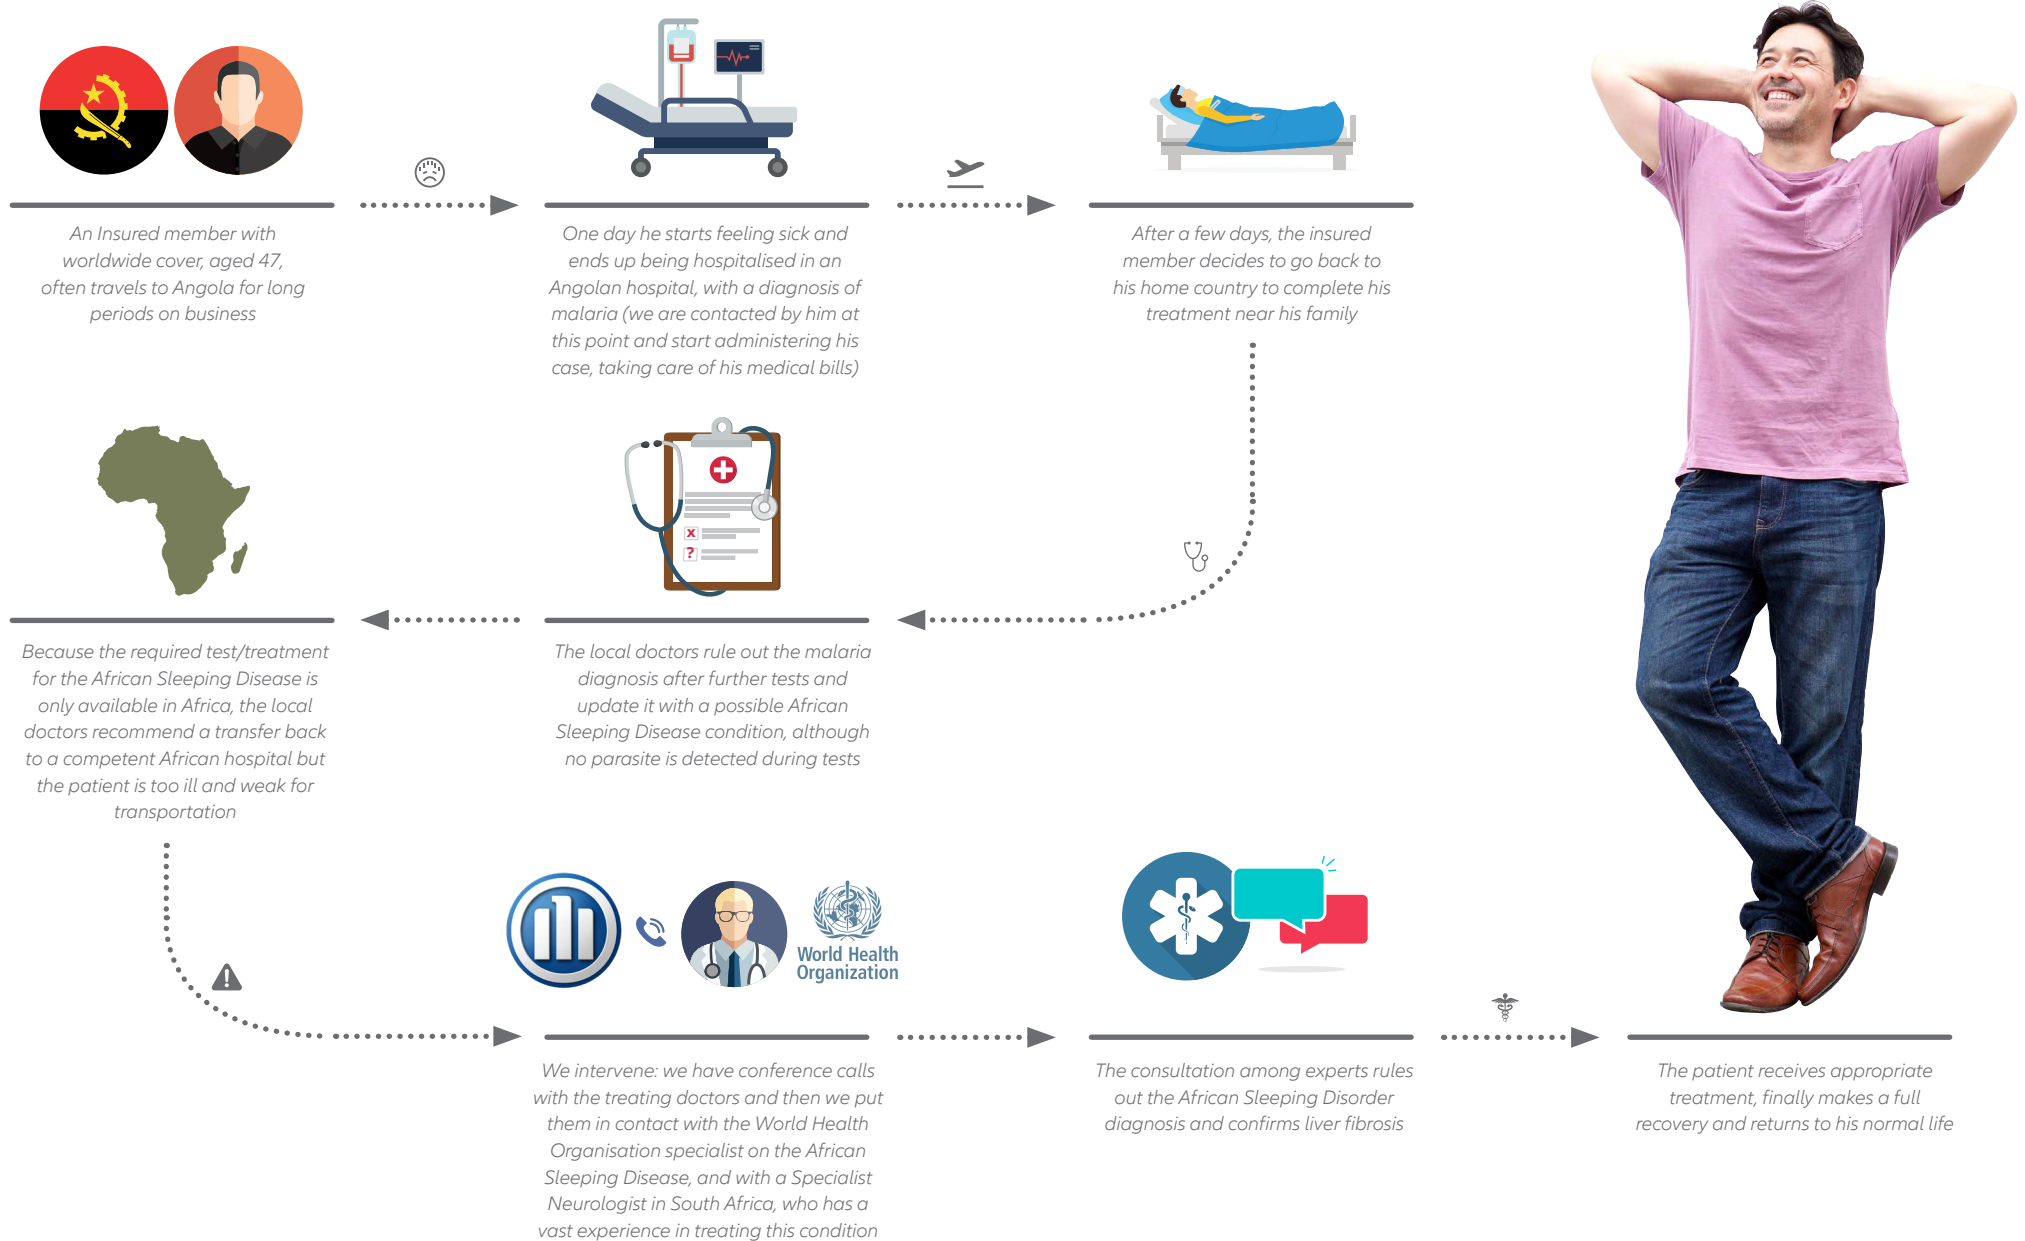 An Insured member with
worldwide cover, aged 47,
often travels to Angola for long
periods on business
One day he starts feeling sick and
ends up being hospitalised in an
Angolan hospital, with a diagnosis of
malaria (we are contacted by him at
this point and start administering his
case, taking care of his medical bills)
After a few days, the insured
member decides to go back to
his home country to complete his
treatment near his family
x
?
The local doctors rule out the malaria
diagnosis after further tests and
update it with a possible African
Sleeping Disease condition, although
no parasite is detected during tests
Because the required test/treatment
for the African Sleeping Disease is
only available in Africa, the local
doctors recommend a transfer back
to a competent African hospital but
the patient is too ill and weak for
transportation
World Health
Organization
We intervene: we have conference calls
with the treating doctors and then we put
them in contact with the World Health
Organisation specialist on the African
Sleeping Disease, and with a Specialist
Neurologist in South Africa, who has a
vast experience in treating this condition
The consultation among experts rules
out the African Sleeping Disorder
diagnosis and confirms liver fibrosis
The patient receives appropriate
treatment, finally makes a full
recovery and returns to his normal life